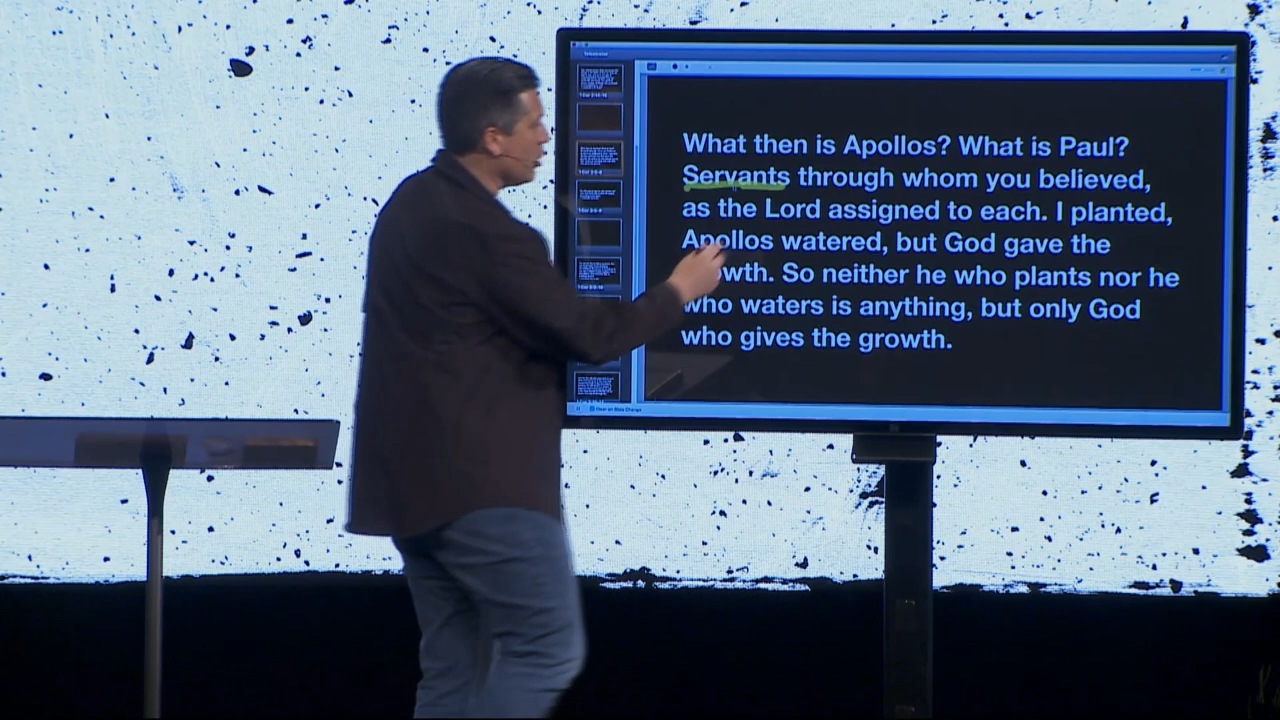 What then is Apollos? What is Paul?
Servants through whom you believed,
as the Lord assigned to each. I planted,
Apollos watered, but God gave the
owth. So neither he who plants nor he
who waters is anything, but only God
who gives the growth.